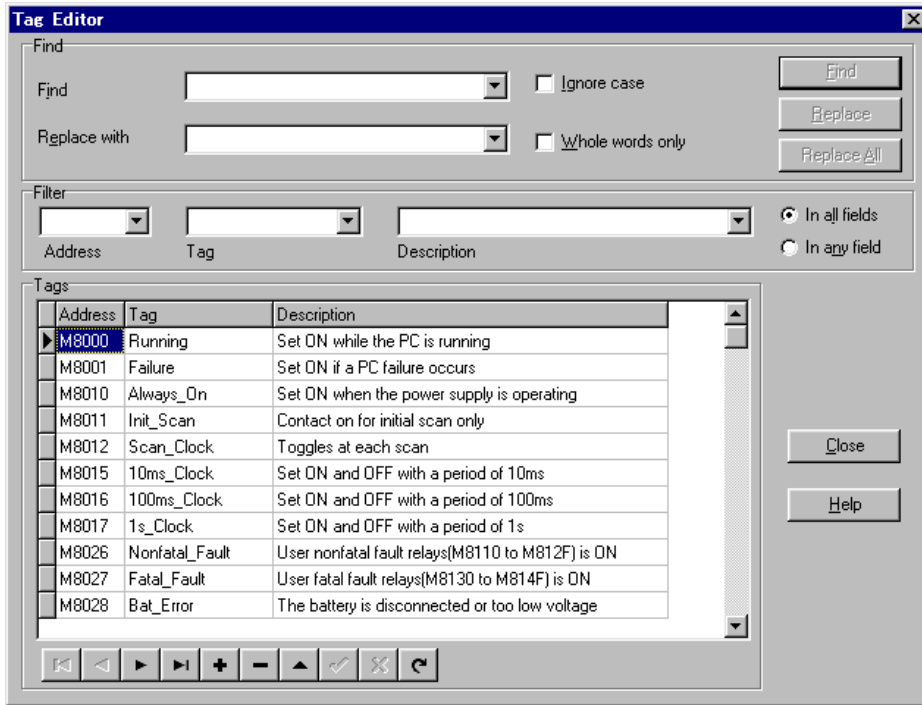 Tag Editor
Find
Find
Ignore case
Find
Replace with
Whole words only
Replace
Replace All
Filter
In all fields
Address Tag Description
In any field
Tags
Address Tag Description
M8000 Running Set ON while the PC is running
M8001 Failure Set ON if a PC failure occurs
M8010 Always_On Set ON when the power supply is operating
M8011 Init_Scan Contact on for initial scan only
M8012 Scan_Clock Toggles at each scan
M8015 10ms_Clock Set ON and OFF with a period of 10ms
M8016 100ms_Clock Set ON and OFF with a period of 100ms
M8017 1s_Clock Set ON and OFF with a period of 1s
M8026 Nonfatal_Fault User nonfatal fault relays(M8110 to M812F) is ON
M8027 Fatal_Fault User fatal fault relays(M8130 to M814F) is ON
M8028 Bat_Error The battery is disconnected or too low voltage
Close
Help